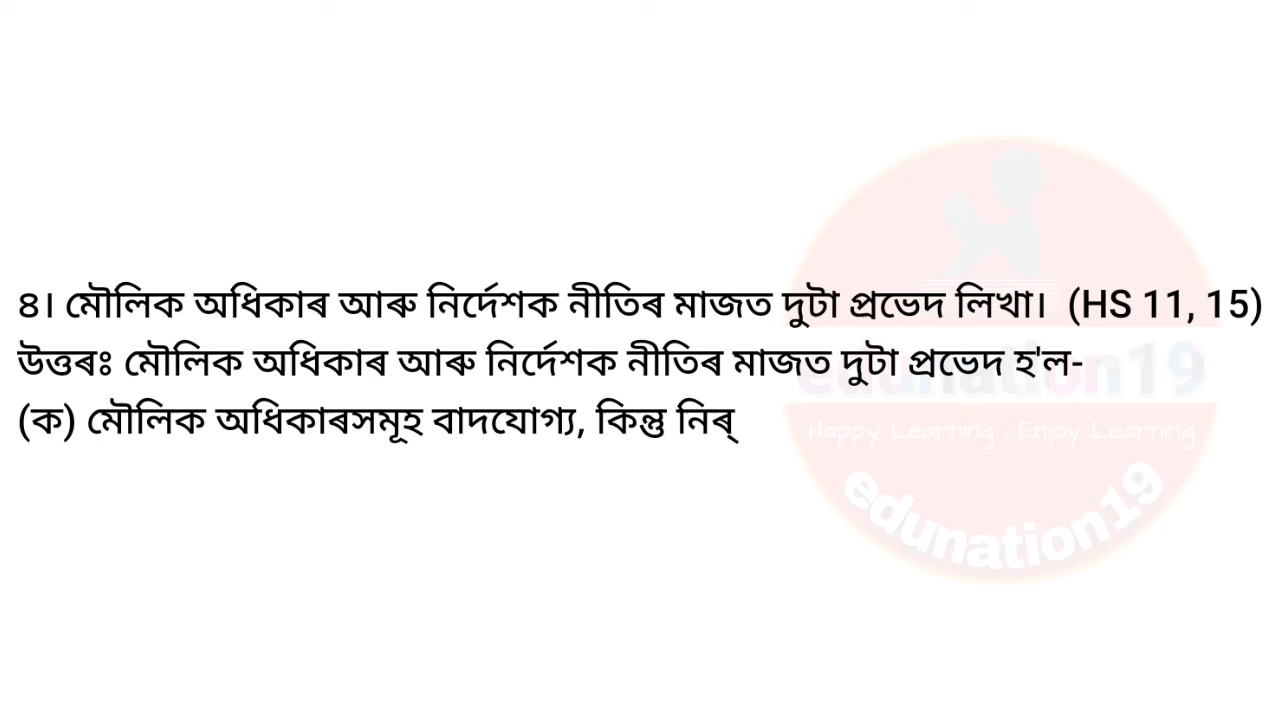 ৪। মৌলিক অধিকাৰ আৰু নিৰ্দেশক নীতিৰ মাজত দুটা প্ৰভেদ লিখা।  (HS 11, 15)
উত্তৰঃ মৌলিক অধিকাৰ আৰু নিৰ্দেশক নীতিৰ মাজত দুটা প্ৰভেদ হ'ল-
(ক) মৌলিক অধিকাৰসমূহ বাদযোগ্য, কিন্তু নিৰ্
edunation19
Happy Learning ; Enjoy Learning
edunation19